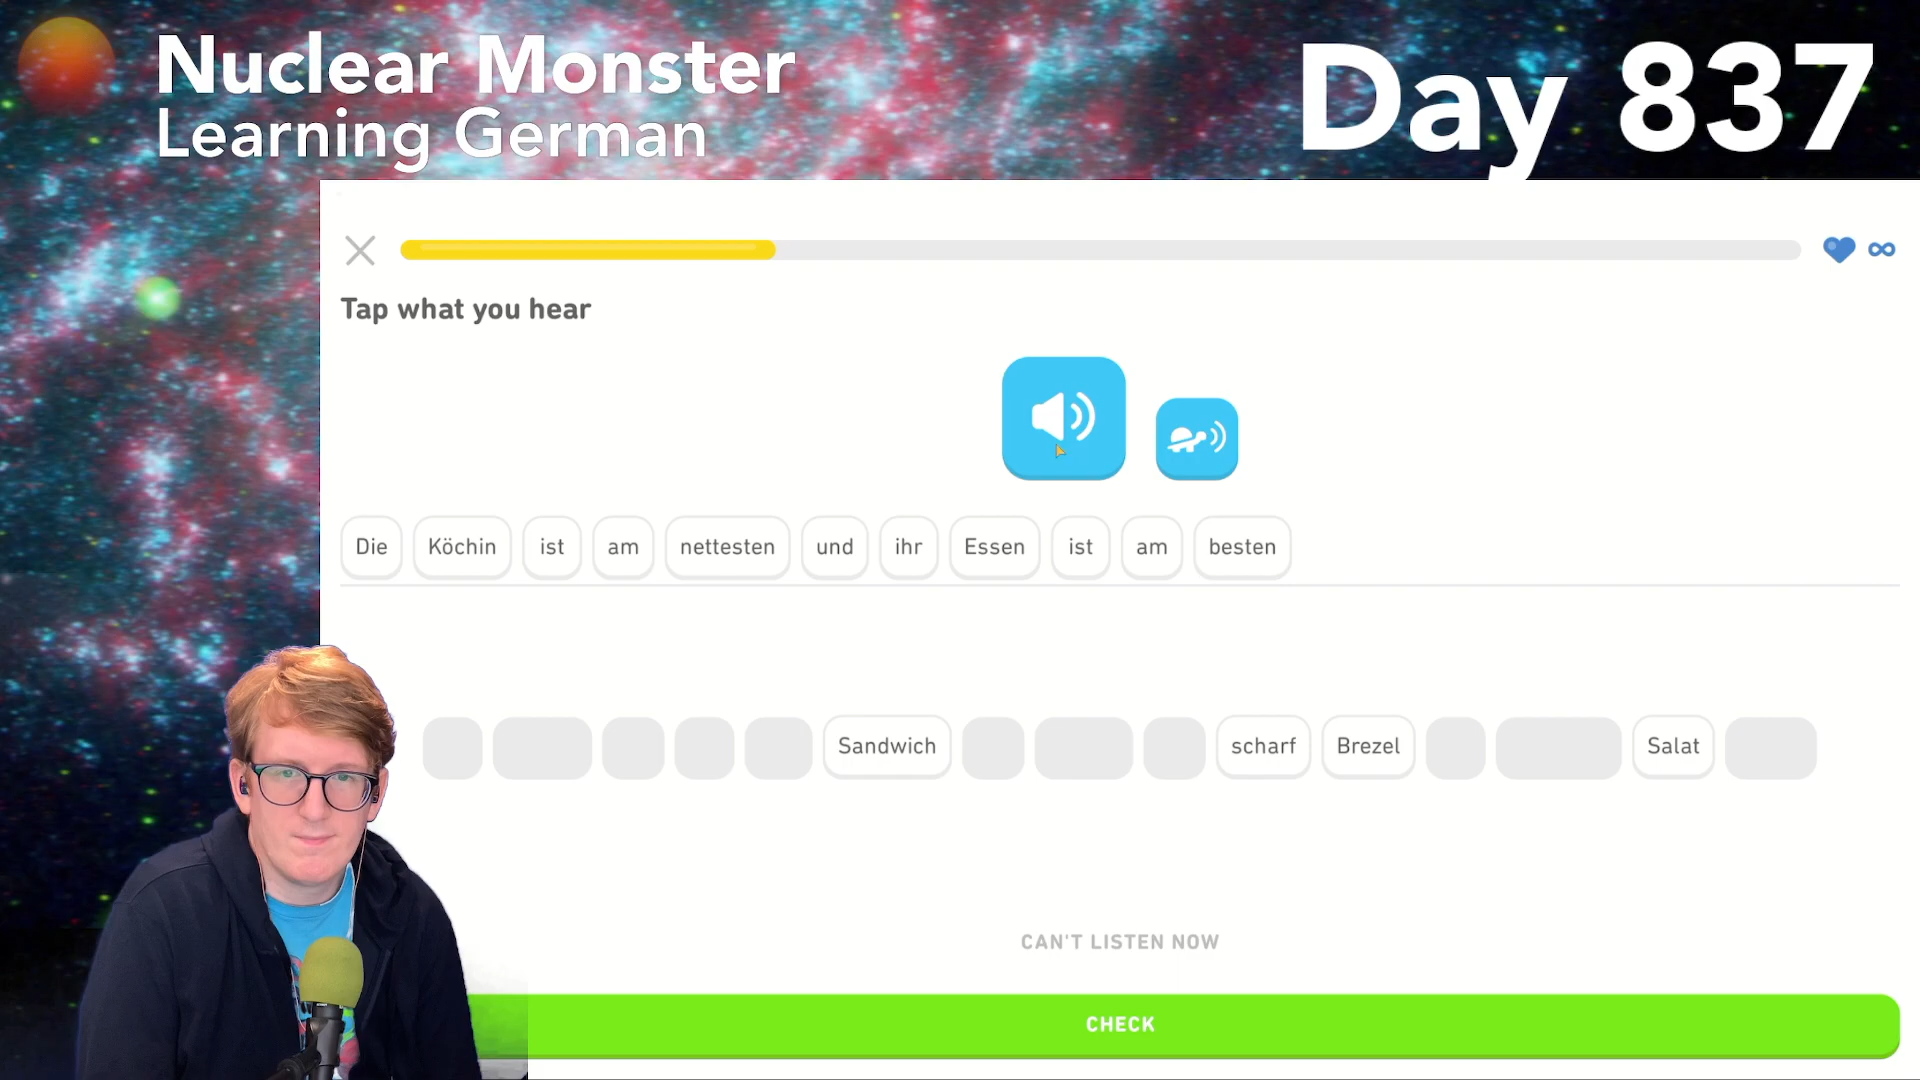 Nuclear Monster
Learning German
Day 837
Tap what you hear
Die Köchin ist am nettesten und ihr Essen ist am besten
Sandwich scharf Brezel Salat
CAN'T LISTEN NOW
CHECK